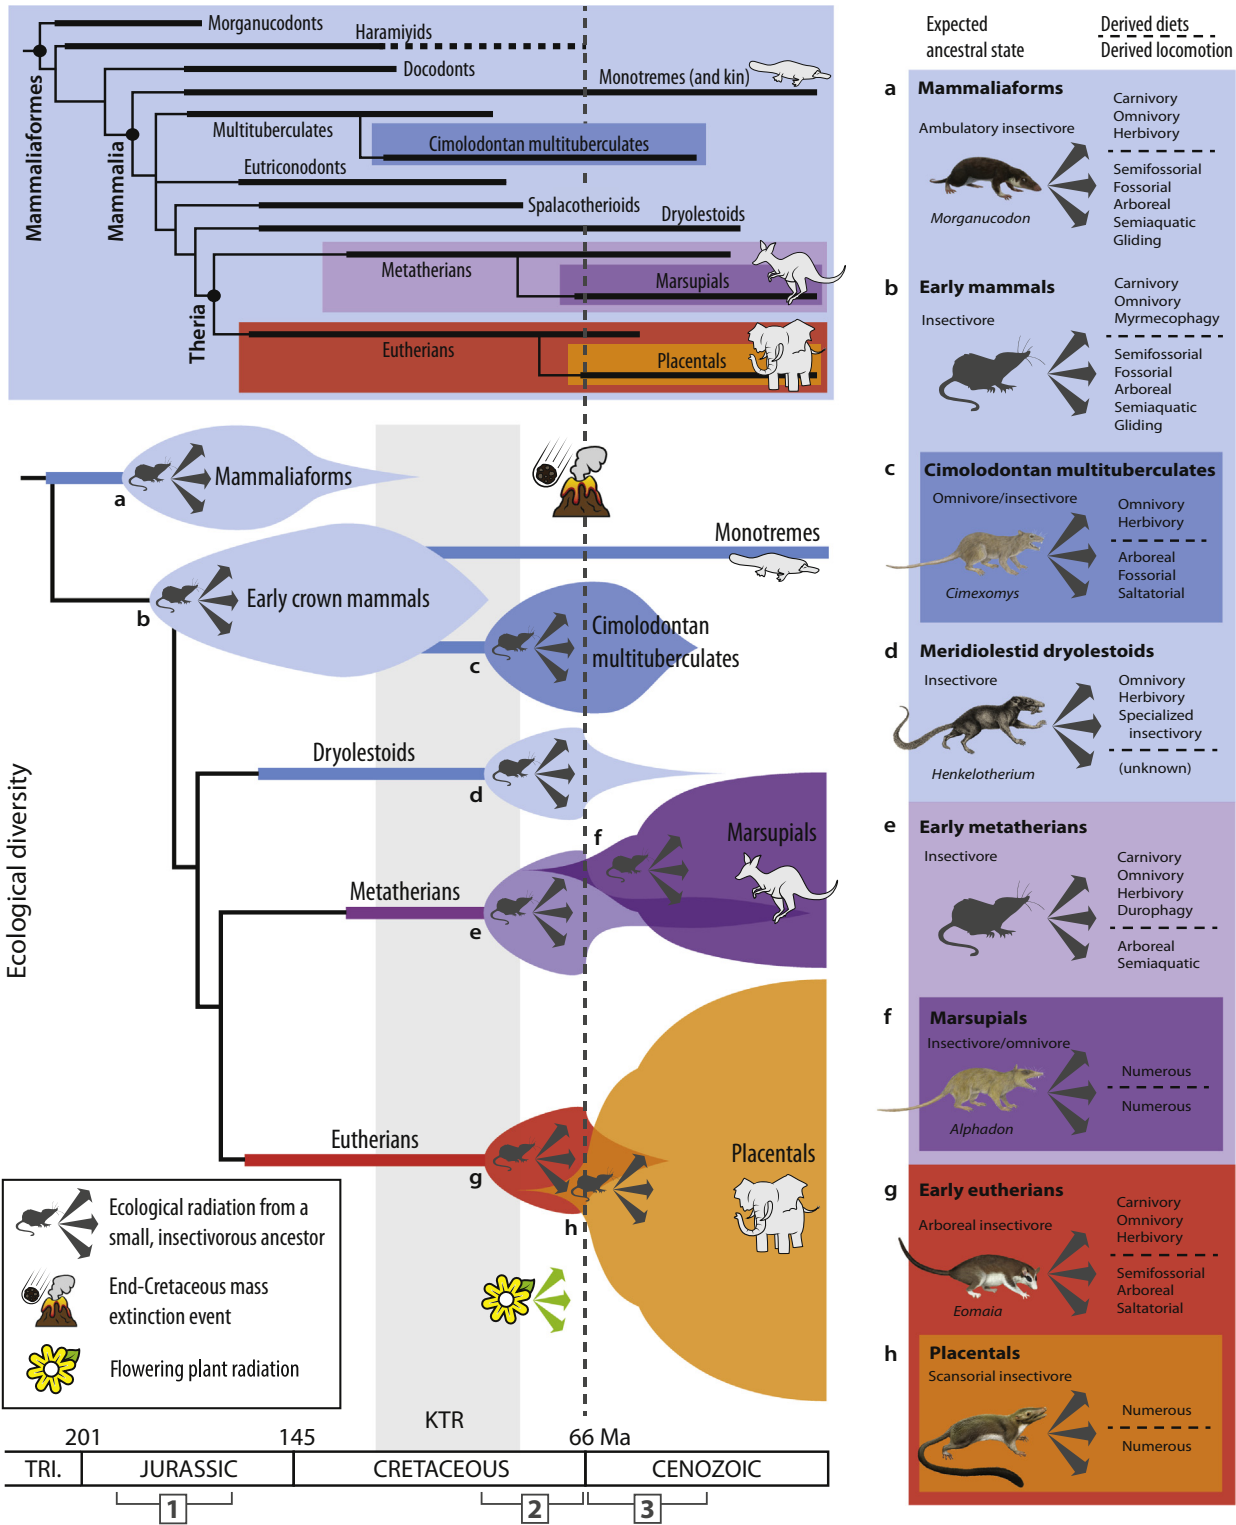 Morganucodonts
Haramiyids
Docodonts
Monotremes (and kin)
Multituberculates
Cimolodontan multituberculates
Eutriconodonts
Spalacotherioids
Dryolestoids
Metatherians
Marsupials
Eutherians
Placentals
Mammaliaformes
Mammalia
Theria
Ecological diversity
a
Mammaliaforms
Monotremes
b
Early crown mammals
c
Cimolodontan
multituberculates
Dryolestoids
d
Metatherians
e
f
Marsupials
Eutherians
g
h
Placentals
Ecological radiation from a
small, insectivorous ancestor
End-Cretaceous mass
extinction event
Flowering plant radiation
KTR
201
145
66 Ma
TRI.
JURASSIC
CRETACEOUS
CENOZOIC
1
2
3
Expected
ancestral state
Derived diets
Derived locomotion
a
Mammaliaforms
Ambulatory insectivore
Morganucodon
Carnivory
Omnivory
Herbivory
Semifossorial
Fossorial
Arboreal
Semiaquatic
Gliding
b
Early mammals
Insectivore
Carnivory
Omnivory
Myrmecophagy
Semifossorial
Fossorial
Arboreal
Semiaquatic
Gliding
c
Cimolodontan multituberculates
Omnivore/insectivore
Cimexomys
Omnivory
Herbivory
Arboreal
Fossorial
Saltatorial
d
Meridiolestid dryolestoids
Insectivore
Henkelotherium
Omnivory
Herbivory
Specialized
insectivory
(unknown)
e
Early metatherians
Insectivore
Carnivory
Omnivory
Herbivory
Durophagy
Arboreal
Semiaquatic
f
Marsupials
Insectivore/omnivore
Alphadon
Numerous
Numerous
g
Early eutherians
Arboreal insectivore
Eomaia
Carnivory
Omnivory
Herbivory
Semifossorial
Arboreal
Saltatorial
h
Placentals
Scansorial insectivore
Numerous
Numerous